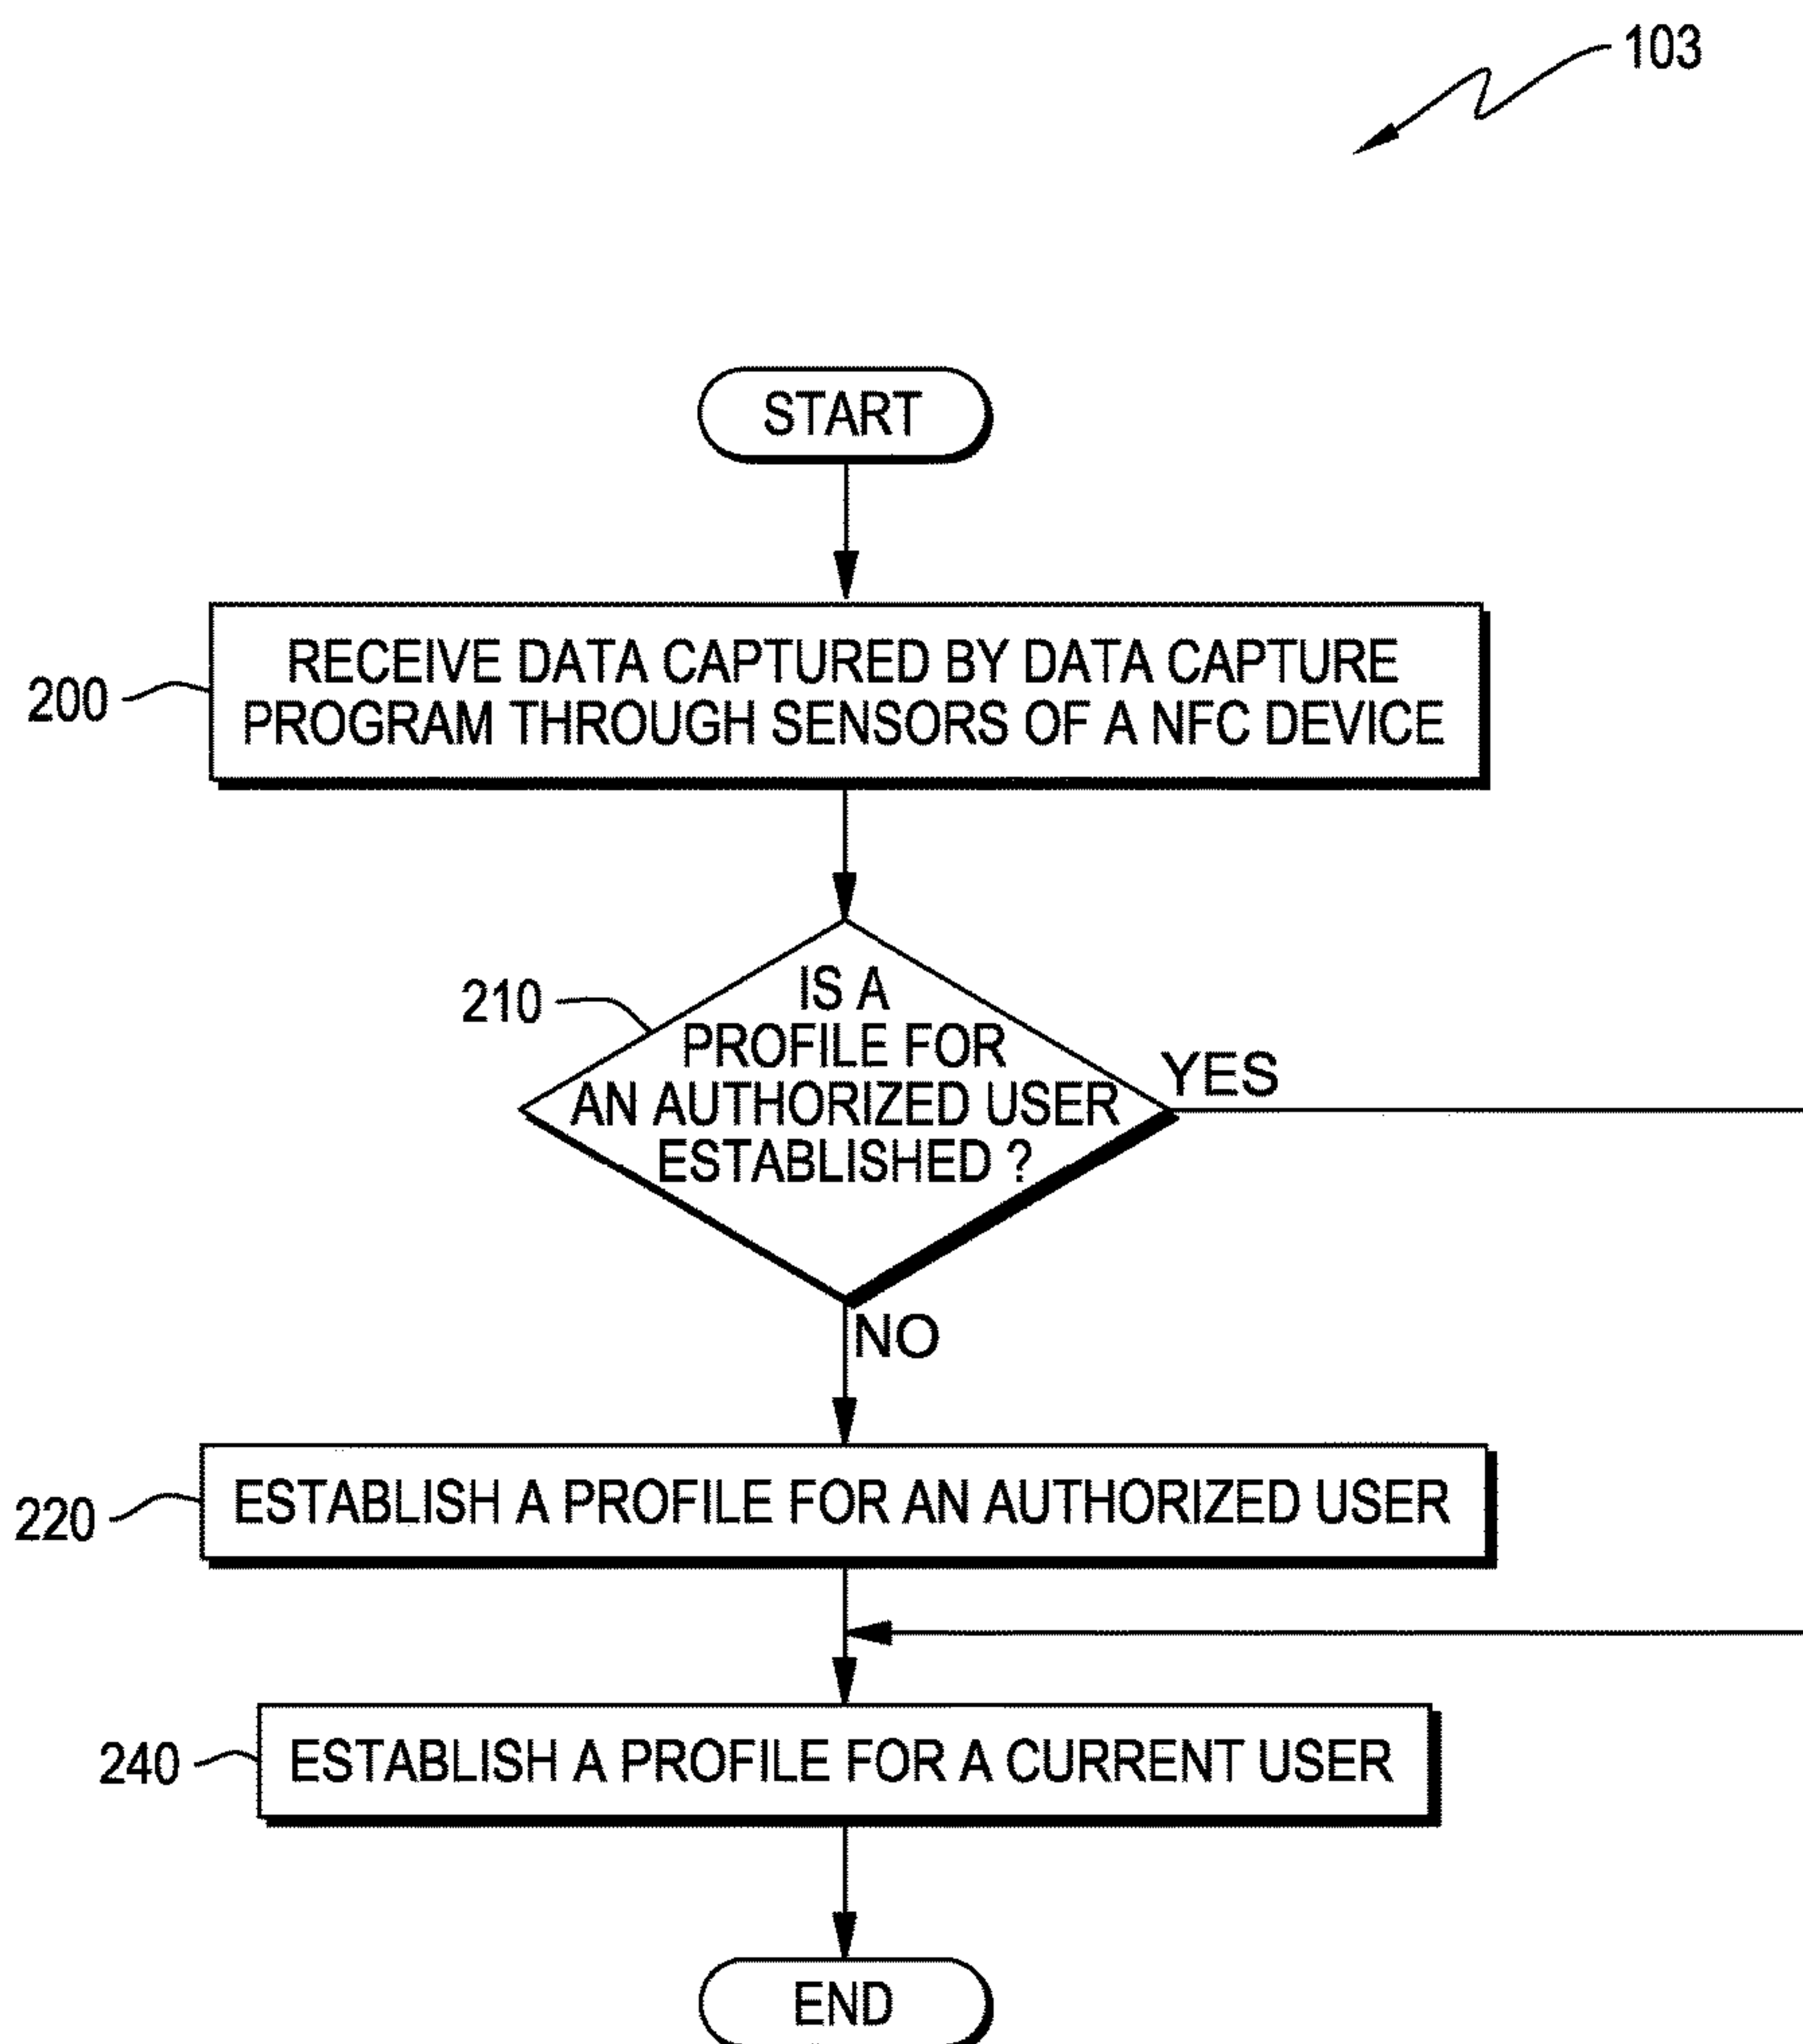 103
START
200
RECEIVE DATA CAPTURED BY DATA CAPTURE
PROGRAM THROUGH SENSORS OF A NFC DEVICE
210
IS A
PROFILE FOR
AN AUTHORIZED USER
ESTABLISHED ?
YES
NO
220
ESTABLISH A PROFILE FOR AN AUTHORIZED USER
240
ESTABLISH A PROFILE FOR A CURRENT USER
END